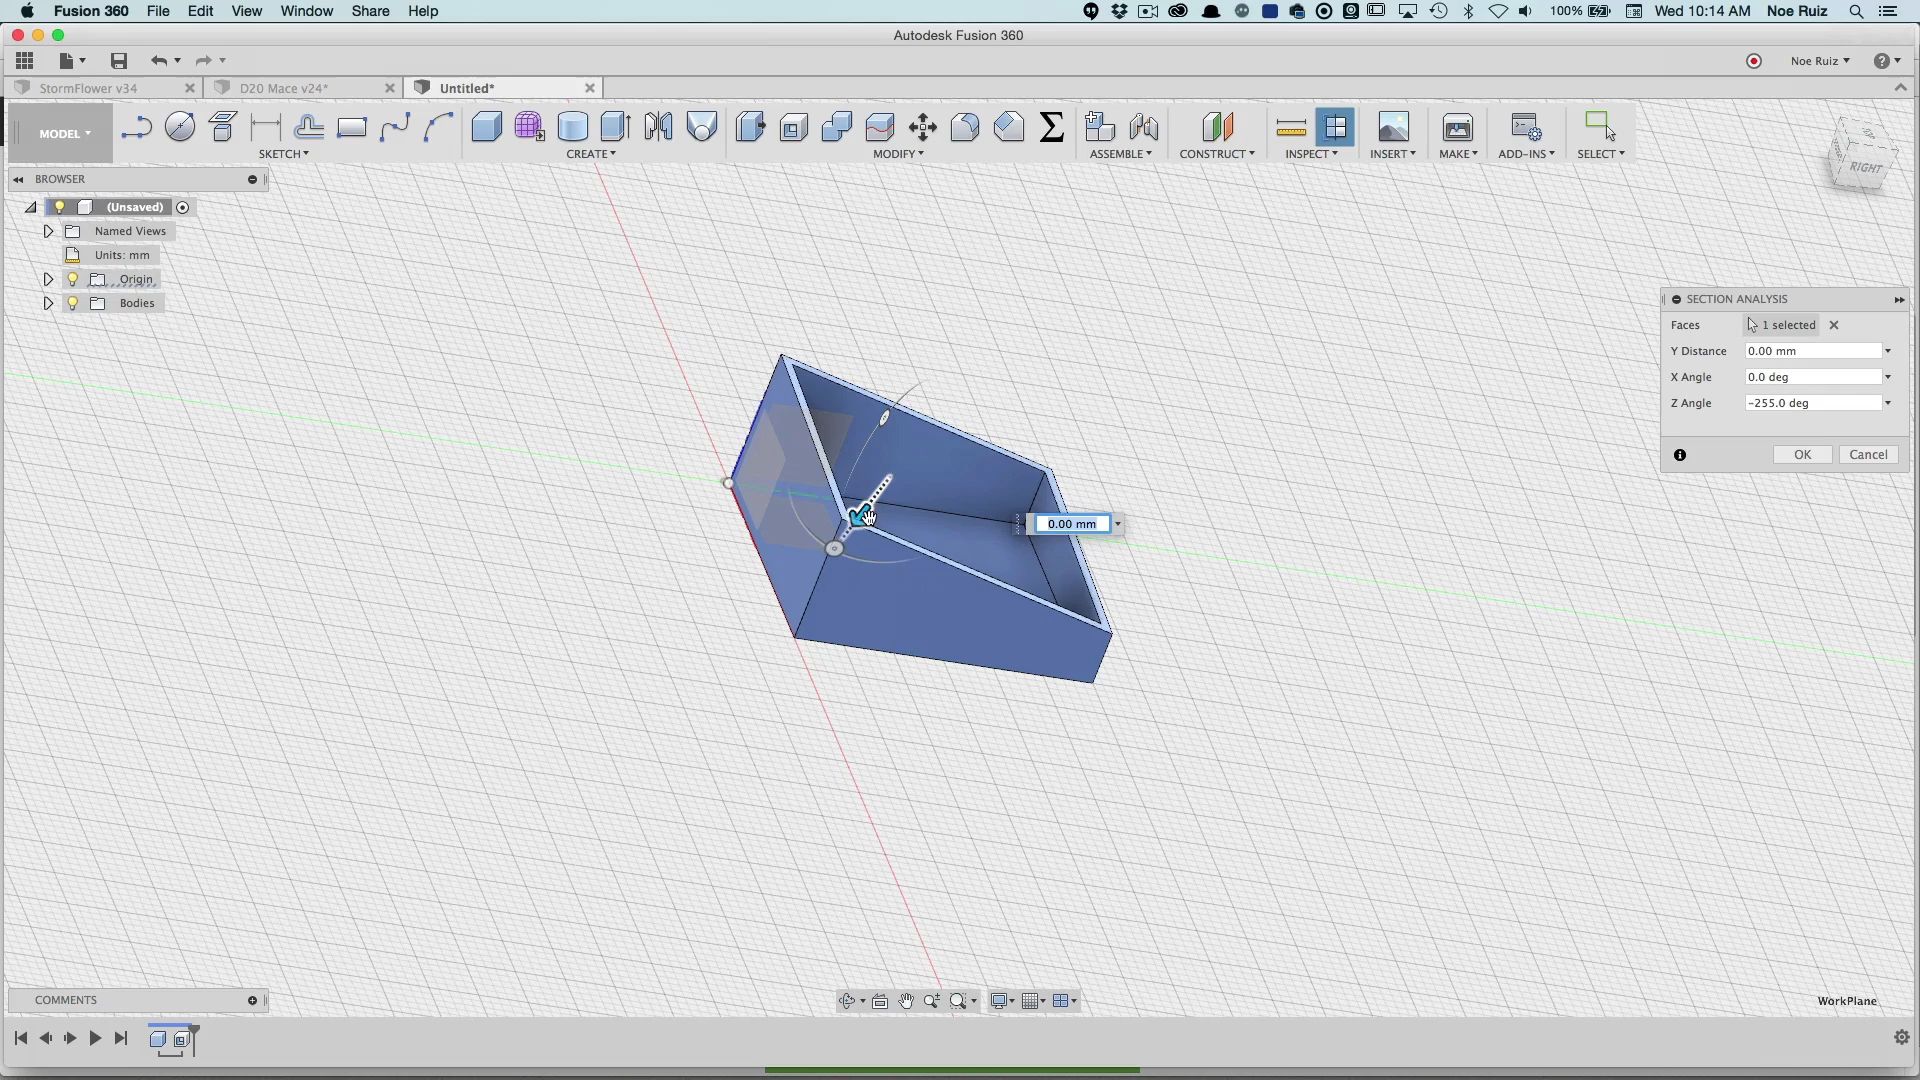 Fusion 360 File Edit View Window Share Help 100% Wed 10:14 AM Noe Ruiz
Autodesk Fusion 360
Noe Ruiz
StormFlower v34 D20 Mace v24* Untitled*
MODEL
SKETCH CREATE MODIFY ASSEMBLE CONSTRUCT INSPECT INSERT MAKE ADD-INS SELECT
RIGHT
BROWSER
(Unsaved)
Named Views
Units: mm
Origin
Bodies
SECTION ANALYSIS
Faces 1 selected
Y Distance 0.00 mm
X Angle 0.0 deg
Z Angle -255.0 deg
OK Cancel
0.00 mm
COMMENTS
WorkPlane